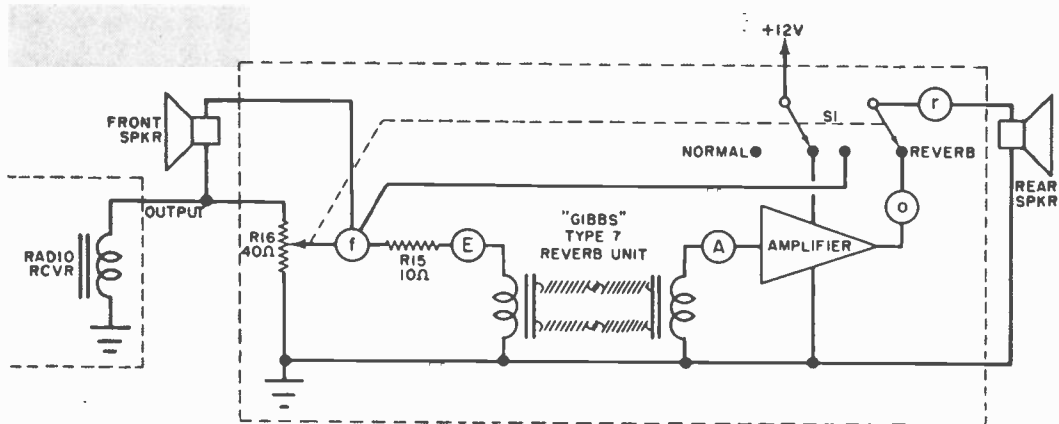 +12V
FRONT
SPKR
r
S1
NORMAL
REVERB
REAR
SPKR
OUTPUT
"GIBBS"
TYPE 7
REVERB UNIT
o
R16
40Ω
f
R15
10Ω
E
A
AMPLIFIER
RADIO
RCVR